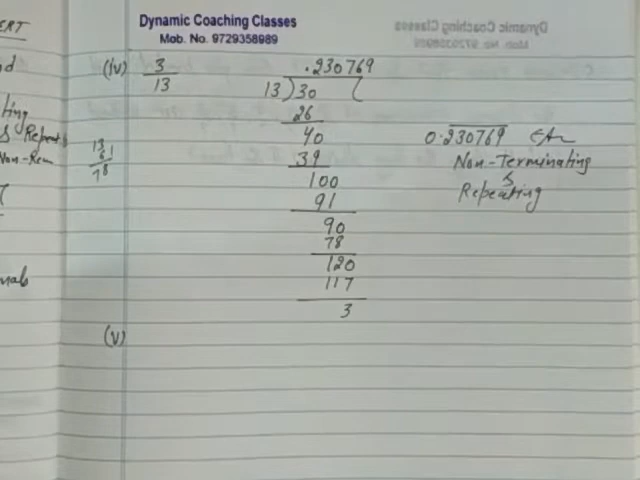 Dynamic Coaching Classes
Mob. No. 9729358989
(iv) 3/13
.230769
13)30(
26
40
39
100
91
90
78
120
117
3
0.230769
Non-Terminating
&
Repeating
(v)